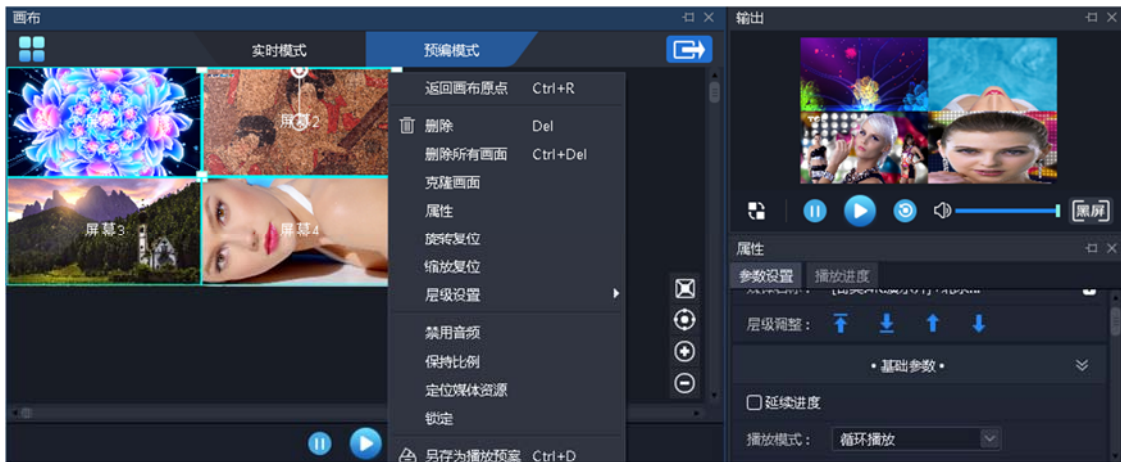 画布
实时模式
预编模式
屏幕2
屏幕3
屏幕4
返回画布原点 Ctrl+R
删除 Del
删除所有画面 Ctrl+Del
克隆画面
属性
旋转复位
缩放复位
层级设置
禁用音频
保持比例
定位媒体资源
锁定
另存为播放预案 Ctrl+D
输出
黑屏
属性
参数设置 播放进度
层级调整：
• 基础参数 •
延续进度
播放模式： 循环播放